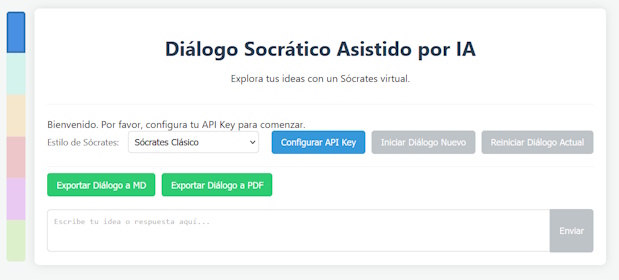 Diálogo Socrático Asistido por IA
Explora tus ideas con un Sócrates virtual.
Bienvenido. Por favor, configura tu API Key para comenzar.
Estilo de Sócrates: Sócrates Clásico Configurar API Key Iniciar Diálogo Nuevo Reiniciar Diálogo Actual
Exportar Diálogo a MD Exportar Diálogo a PDF
Escribe tu idea o respuesta aquí... Enviar